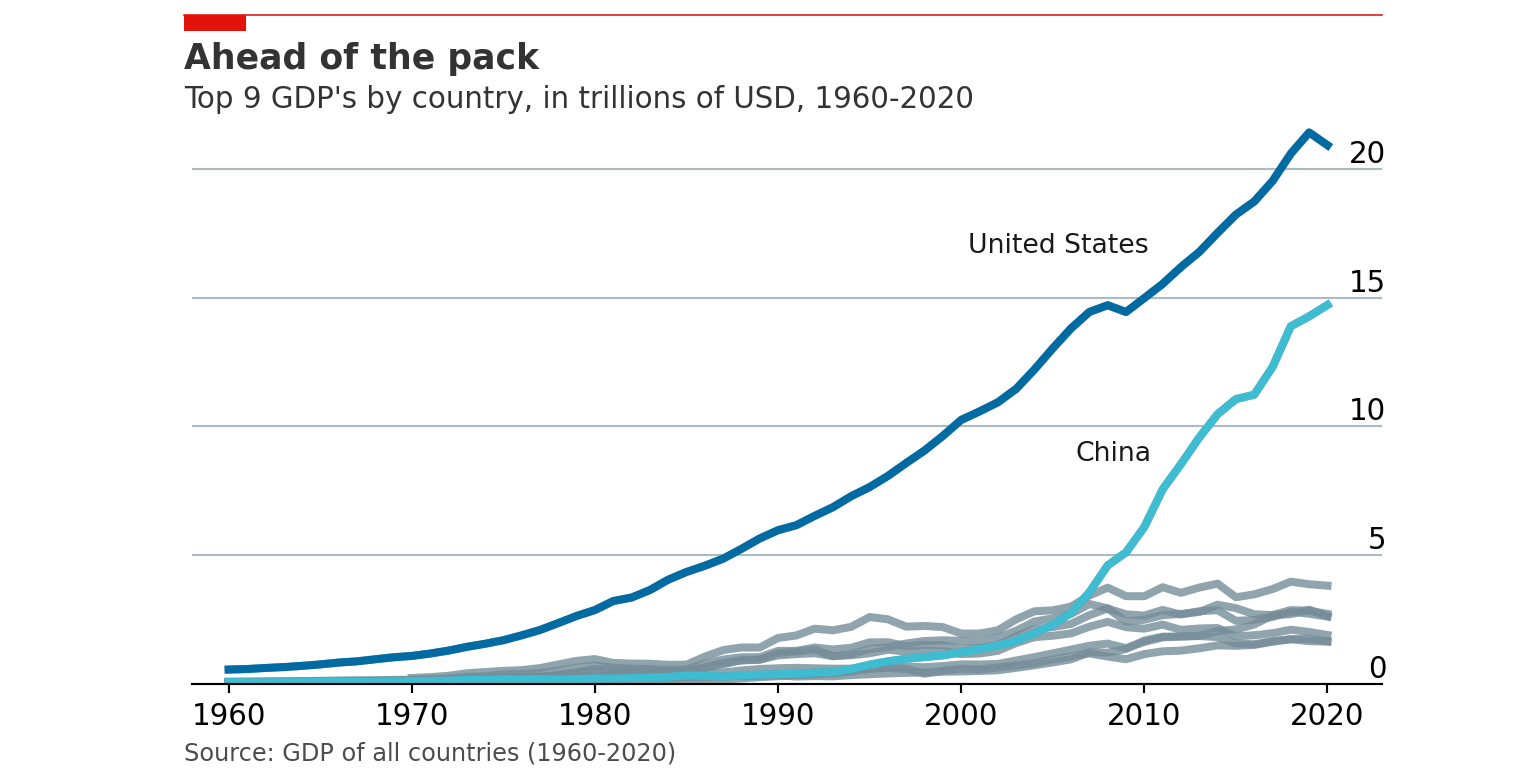 Ahead of the pack
Top 9 GDP's by country, in trillions of USD, 1960-2020
20
United States
15
10
China
5
0
1960 1970 1980 1990 2000 2010 2020
Source: GDP of all countries (1960-2020)